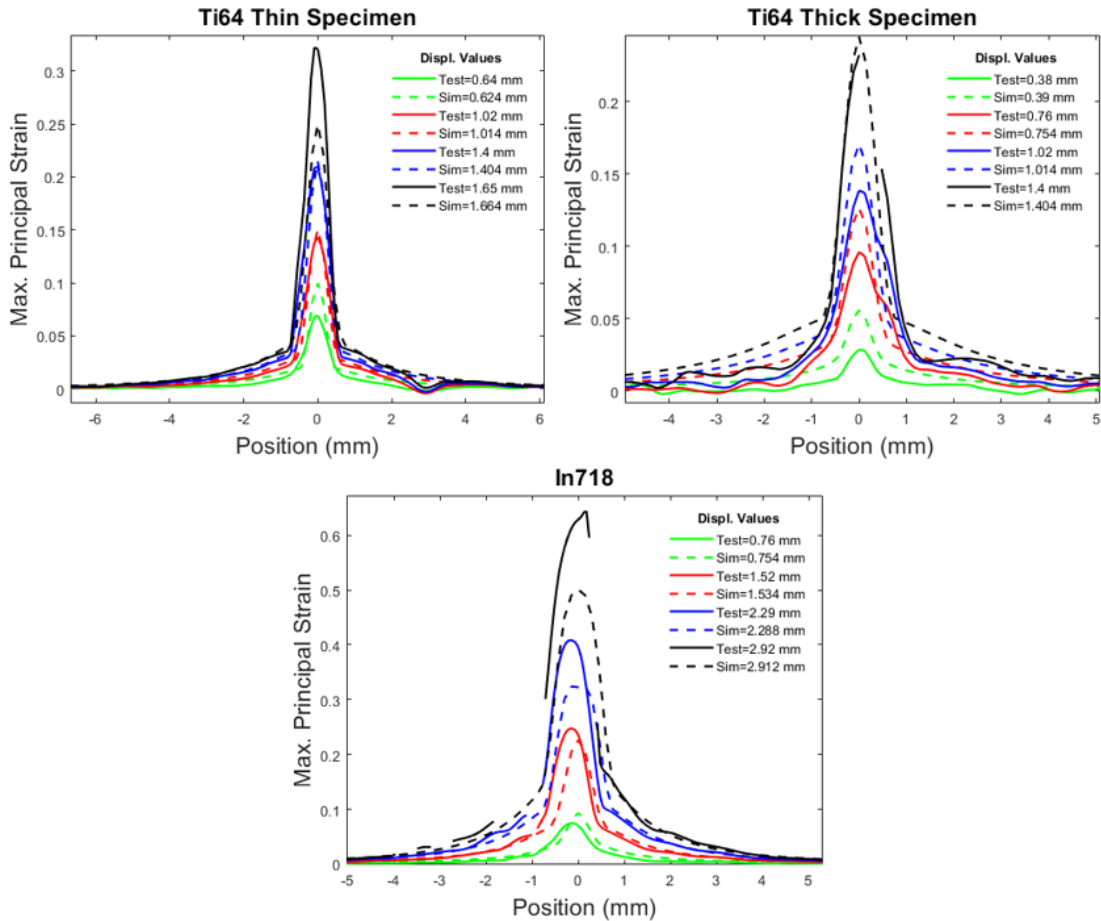 Ti64 Thin Specimen
Max. Principal Strain
0.3
0.25
0.2
0.15
0.1
0.05
0
-6
-4
-2
0
2
4
6
Position (mm)
Displ. Values
Test=0.64 mm
Sim=0.624 mm
Test=1.02 mm
Sim=1.014 mm
Test=1.4 mm
Sim=1.404 mm
Test=1.65 mm
Sim=1.664 mm
Ti64 Thick Specimen
Max. Principal Strain
0.2
0.15
0.1
0.05
0
-4
-3
-2
-1
0
1
2
3
4
5
Position (mm)
Displ. Values
Test=0.38 mm
Sim=0.39 mm
Test=0.76 mm
Sim=0.754 mm
Test=1.02 mm
Sim=1.014 mm
Test=1.4 mm
Sim=1.404 mm
In718
Max. Principal Strain
0.6
0.5
0.4
0.3
0.2
0.1
0
-5
-4
-3
-2
-1
0
1
2
3
4
5
Position (mm)
Displ. Values
Test=0.76 mm
Sim=0.754 mm
Test=1.52 mm
Sim=1.534 mm
Test=2.29 mm
Sim=2.288 mm
Test=2.92 mm
Sim=2.912 mm